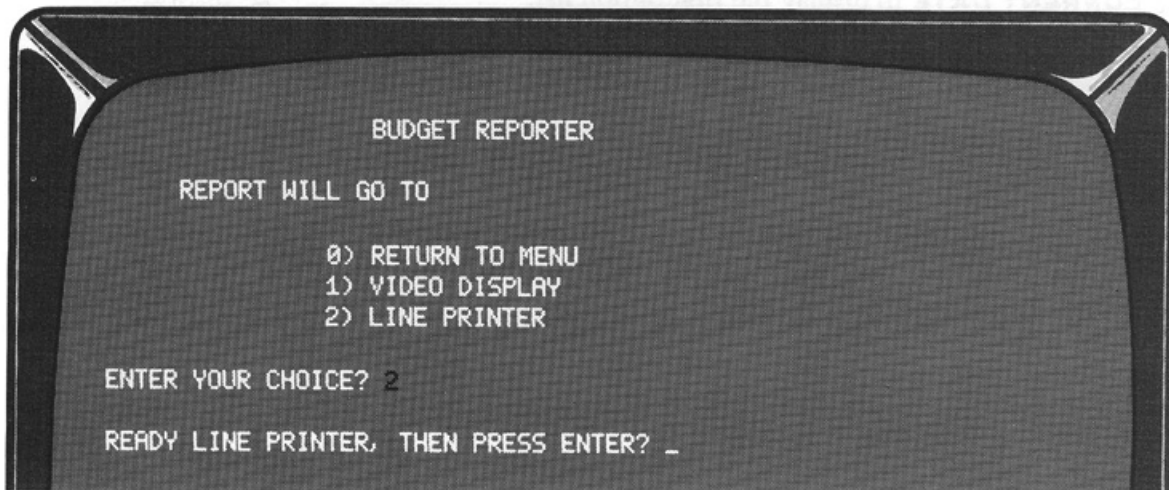 BUDGET REPORTER
REPORT WILL GO TO
0) RETURN TO MENU
1) VIDEO DISPLAY
2) LINE PRINTER
ENTER YOUR CHOICE? 2
READY LINE PRINTER, THEN PRESS ENTER? _